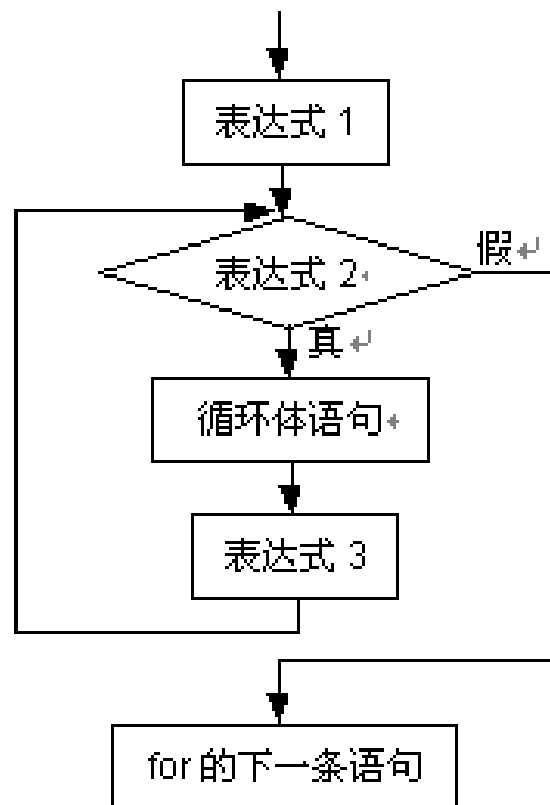 表达式 1
表达式 2
假
真
循环体语句
表达式 3
for 的下一条语句